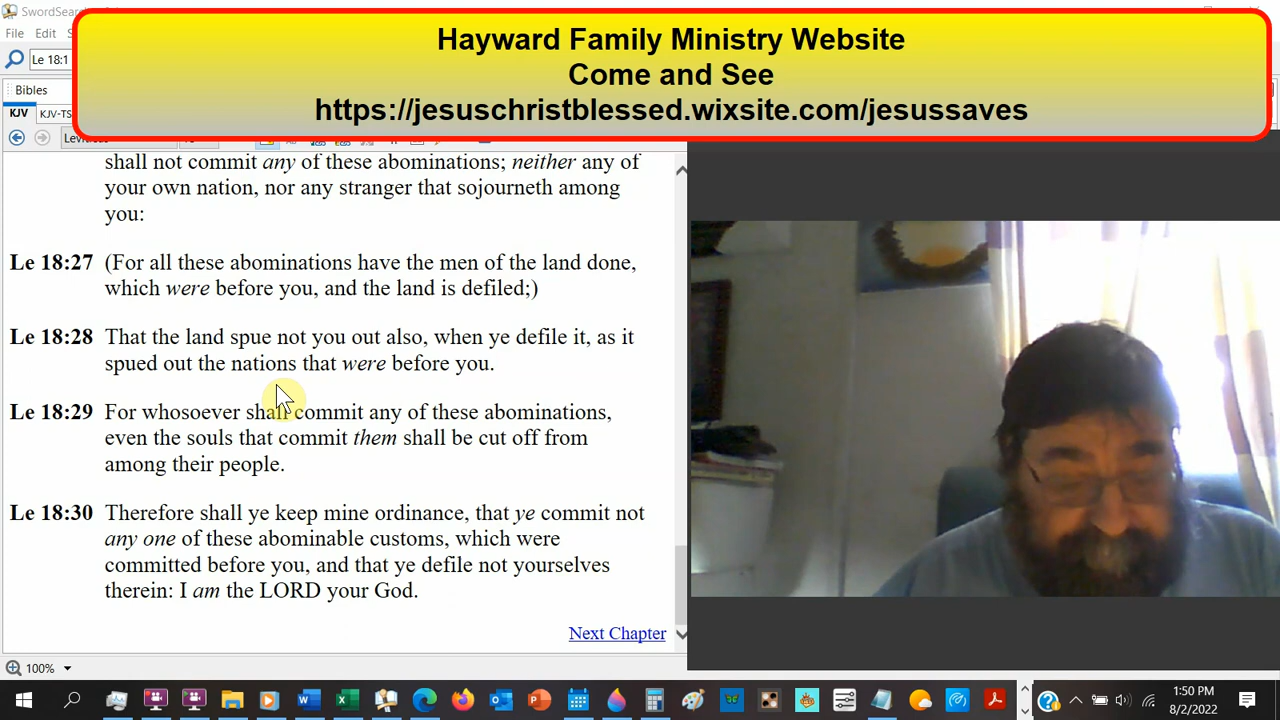 SwordSear
Hayward Family Ministry Website
Come and See
https://jesuschristblessed.wixsite.com/jesussaves
File Edit
Le 18:1
Bibles
KJV KJV-TS
shall not commit any of these abominations; neither any of
your own nation, nor any stranger that sojourneth among
you:
Le 18:27 (For all these abominations have the men of the land done,
which were before you, and the land is defiled;)
Le 18:28 That the land spue not you out also, when ye defile it, as it
spued out the nations that were before you.
Le 18:29 For whosoever shall commit any of these abominations,
even the souls that commit them shall be cut off from
among their people.
Le 18:30 Therefore shall ye keep mine ordinance, that ye commit not
any one of these abominable customs, which were
committed before you, and that ye defile not yourselves
therein: I am the LORD your God.
Next Chapter
100%
1:50 PM
8/2/2022